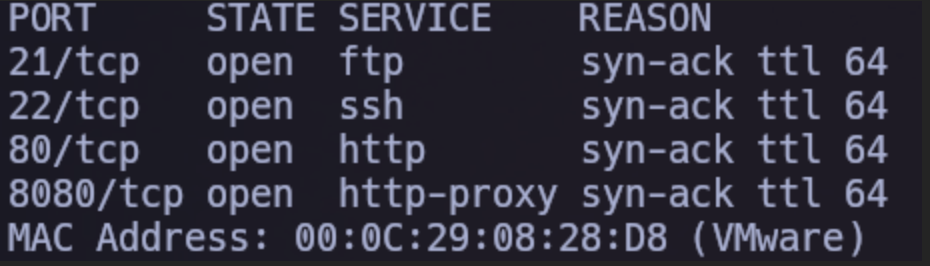 PORT STATE SERVICE REASON
21/tcp open ftp syn-ack ttl 64
22/tcp open ssh syn-ack ttl 64
80/tcp open http syn-ack ttl 64
8080/tcp open http-proxy syn-ack ttl 64
MAC Address: 00:0C:29:08:28:D8 (VMware)